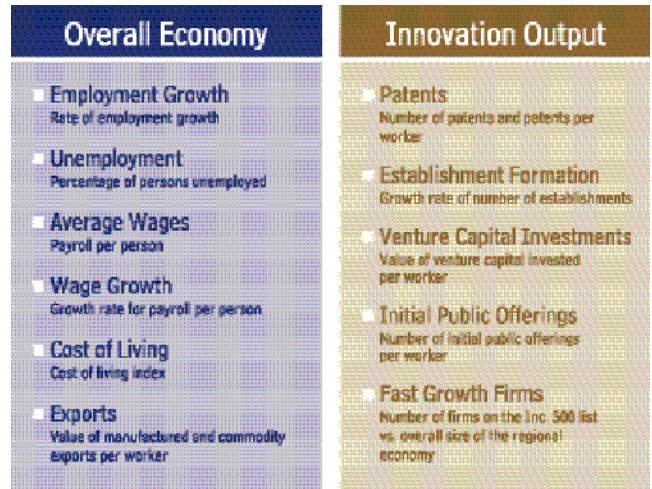 Overall Economy
Employment Growth
Rate of employment growth
Unemployment
Percentage of persons unemployed
Average Wages
Payroll per person
Wage Growth
Growth rate for payroll per person
Cost of Living
Cost of living index
Exports
Value of manufactured and commodity
exports per worker
Innovation Output
Patents
Number of patents and patents per
worker
Establishment Formation
Growth rate of number of establishments
Venture Capital Investments
Value of venture capital invested
per worker
Initial Public Offerings
Number of initial public offerings
per worker
Fast Growth Firms
Number of firms on the Inc. 500 list
vs. overall size of the regional
economy